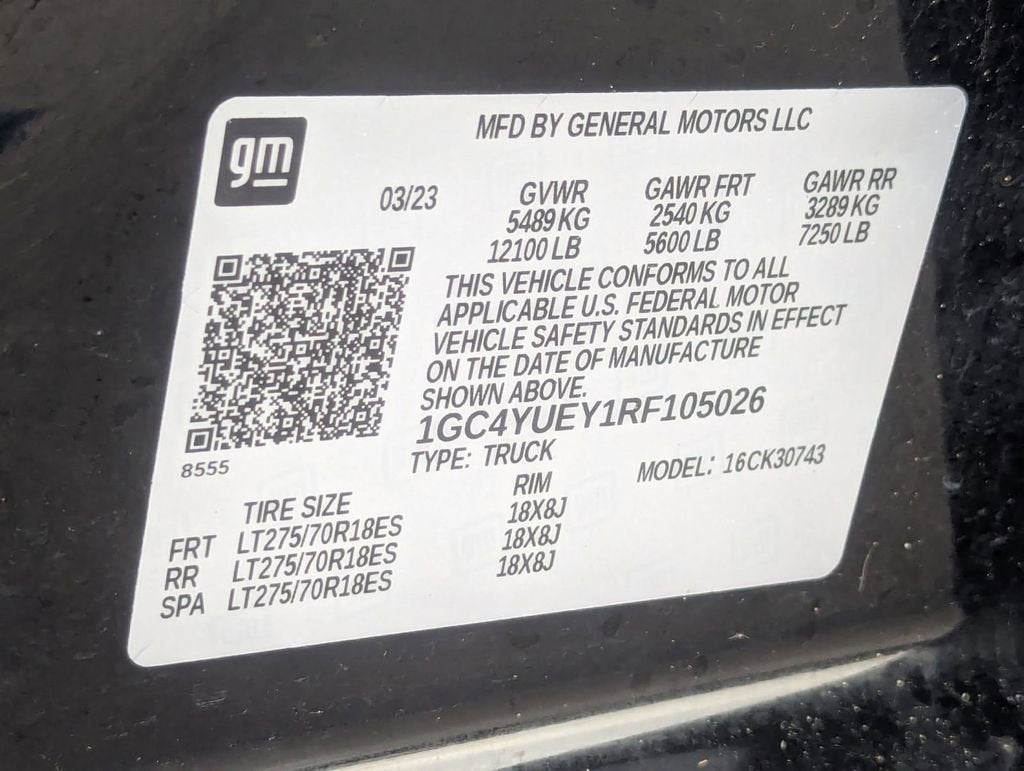 gm
MFD BY GENERAL MOTORS LLC
03/23 GVWR GAWR FRT GAWR RR
5489 KG 2540 KG 3289 KG
12100 LB 5600 LB 7250 LB
THIS VEHICLE CONFORMS TO ALL
APPLICABLE U.S. FEDERAL MOTOR
VEHICLE SAFETY STANDARDS IN EFFECT
ON THE DATE OF MANUFACTURE
SHOWN ABOVE.
1GC4YUEY1RF105026
8555
TYPE: TRUCK MODEL: 16CK30743
TIRE SIZE RIM
FRT LT275/70R18ES 18X8J
RR LT275/70R18ES 18X8J
SPA LT275/70R18ES 18X8J